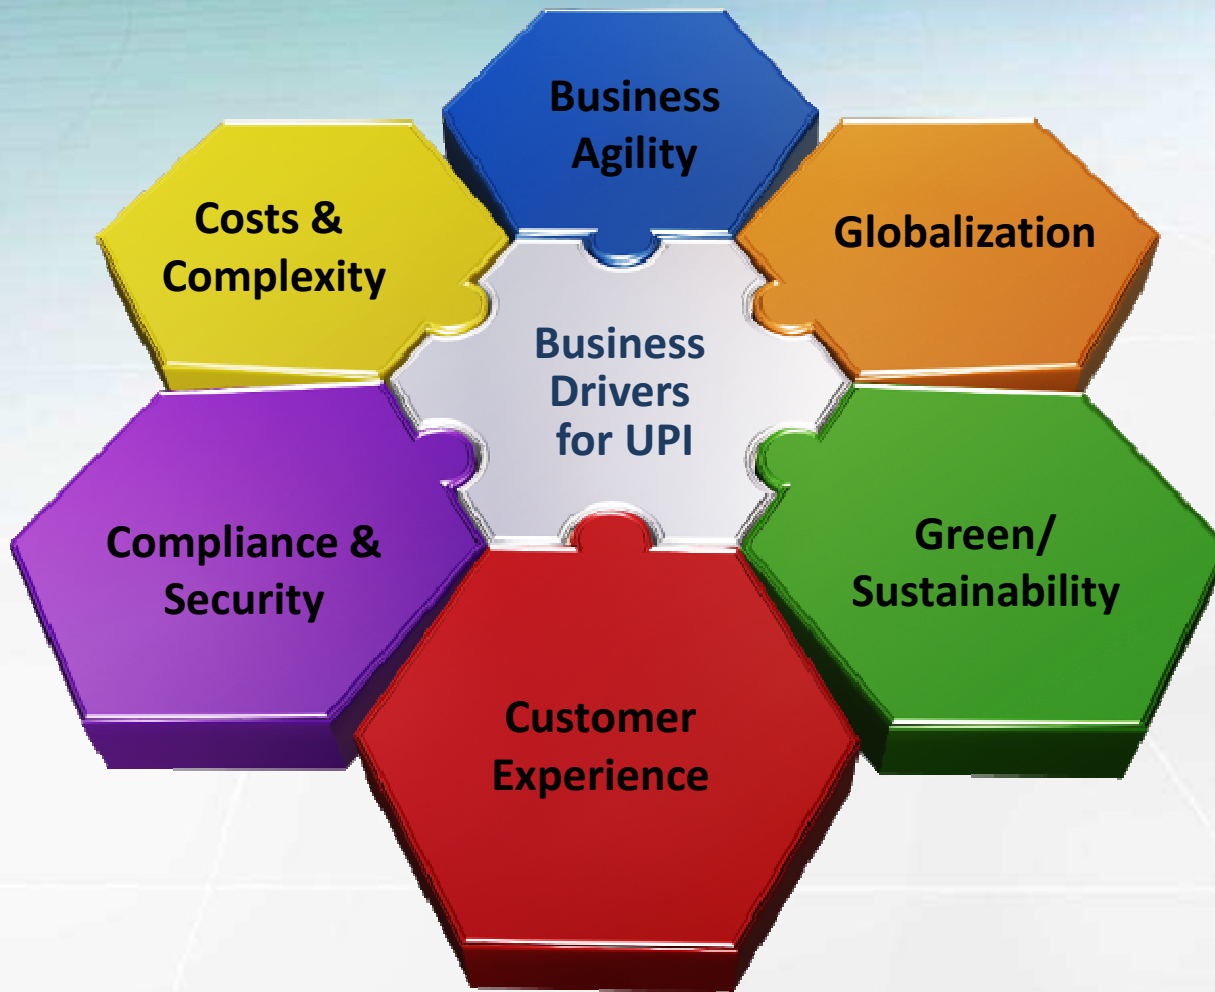 Business
Agility
Costs &
Complexity
Globalization
Business
Drivers
for UPI
Compliance &
Security
Green/
Sustainability
Customer
Experience